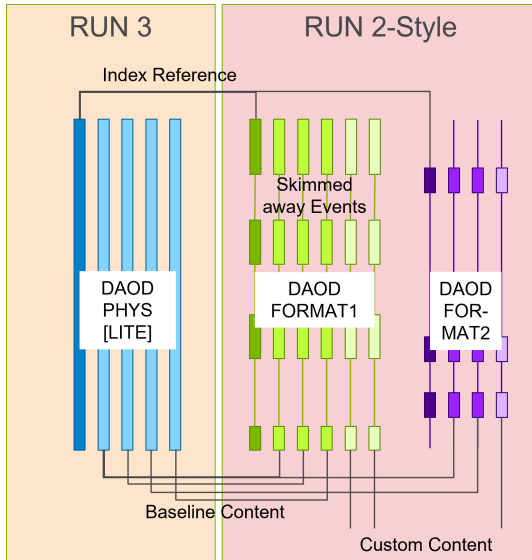 RUN 3
RUN 2-Style
Index Reference
Skimmed
away Events
DAOD
PHYS
[LITE]
DAOD
FORMAT1
DAOD
FOR-
MAT2
Baseline Content
Custom Content